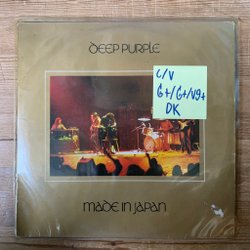 DEEP PURPLE
C/V
G+/G+/VG+
DK
MADE IN JAPAN